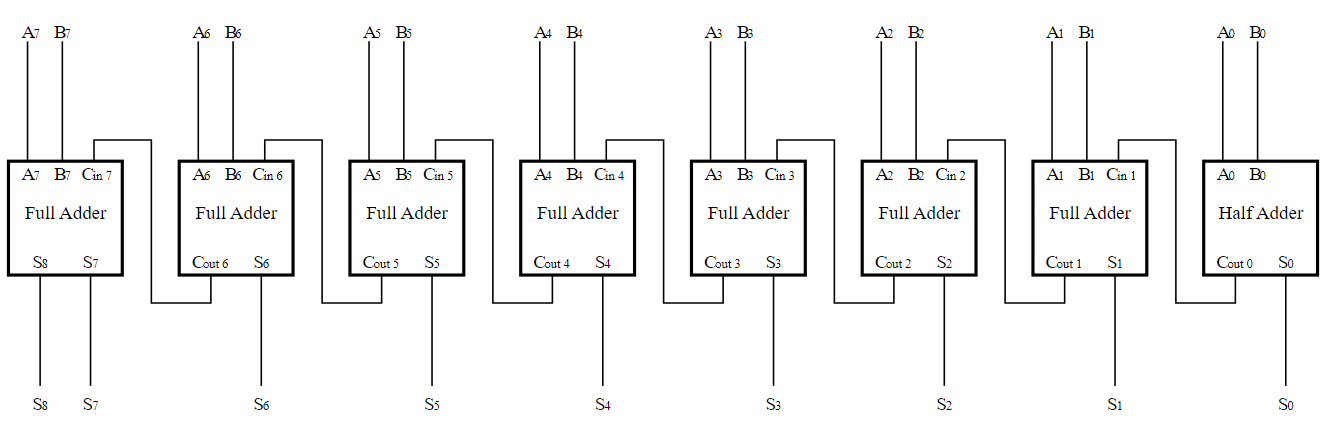 A7 B7 A6 B6 A5 B5 A4 B4 A3 B3 A2 B2 A1 B1 A0 B0
A7 B7 Cin 7 A6 B6 Cin 6 A5 B5 Cin 5 A4 B4 Cin 4 A3 B3 Cin 3 A2 B2 Cin 2 A1 B1 Cin 1 A0 B0
Full Adder Full Adder Full Adder Full Adder Full Adder Full Adder Full Adder Half Adder
S8 S7 Cout 6 S6 Cout 5 S5 Cout 4 S4 Cout 3 S3 Cout 2 S2 Cout 1 S1 Cout 0 S0
S8 S7 S6 S5 S4 S3 S2 S1 S0